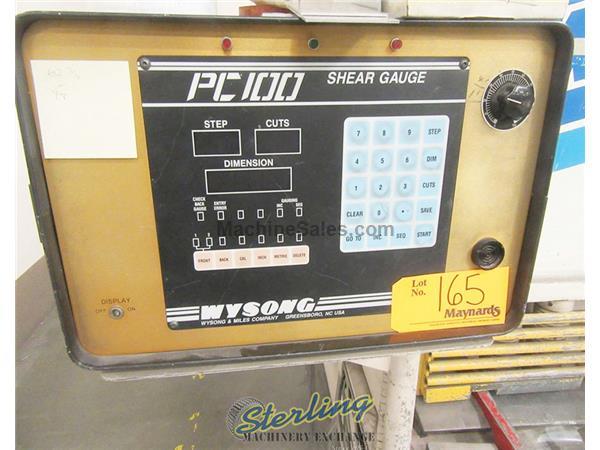 PC100 SHEAR GAUGE
STEP CUTS
DIMENSION
CHECK BACK GAUGE
ENTRY ERROR
GAUGING
INC SEQ
1 2
FRONT BACK CAL INCH METRIC DELETE
7 8 9 STEP
4 5 6 DIM
1 2 3 CUTS
CLEAR 0 • SAVE
GO TO INC SEQ START
WYSONG
WYSONG & MILES COMPANY GREENSBORO, NC USA
DISPLAY
OFF ON
Lot No. 165
Maynards
MachineSales.com
Sterling
MACHINERY EXCHANGE